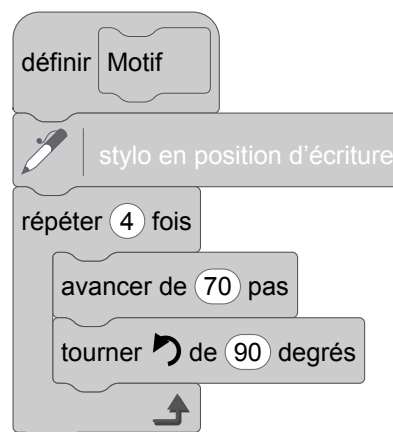 définir Motif
stylo en position d’écriture
répéter 4 fois
avancer de 70 pas
tourner de 90 degrés